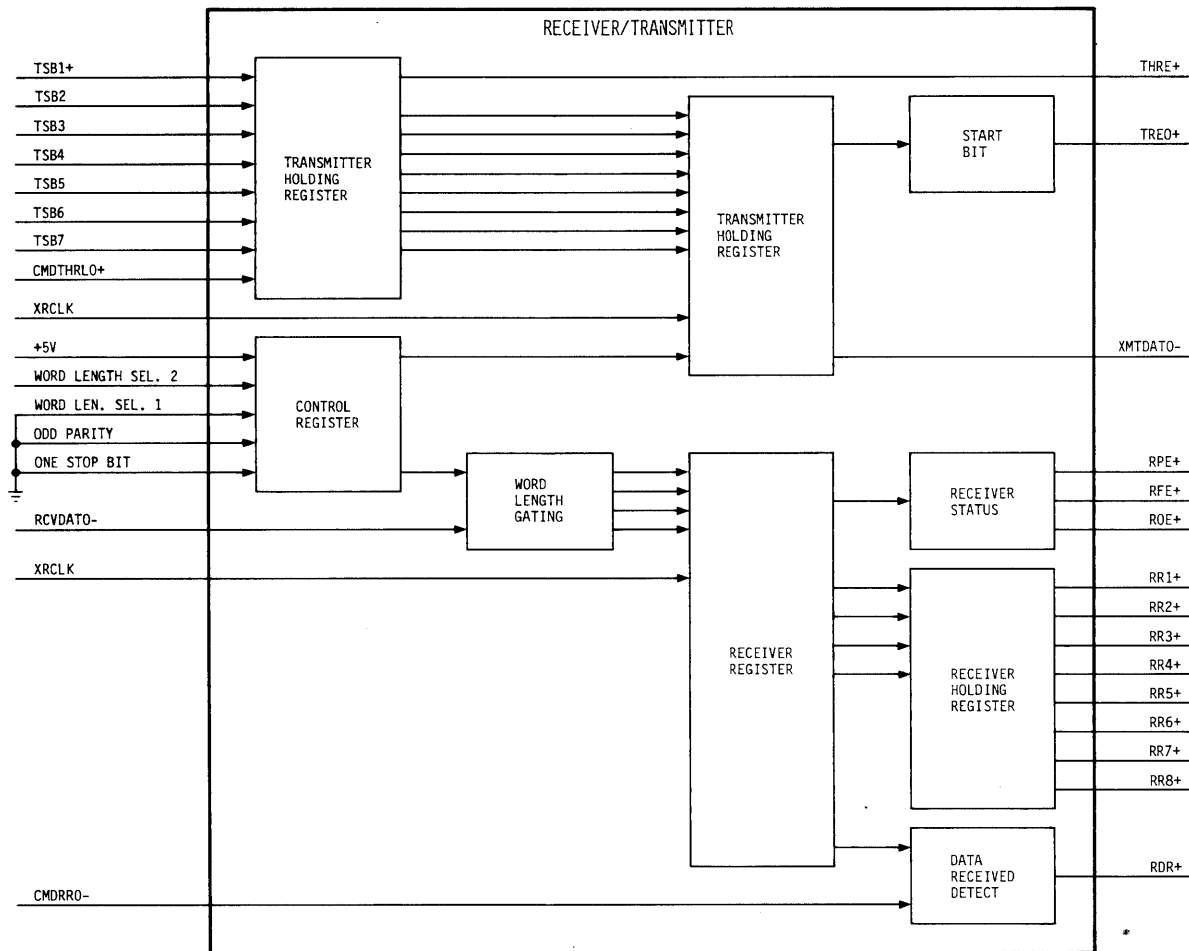 RECEIVER/TRANSMITTER
TSB1+
TSB2
TSB3
TSB4
TSB5
TSB6
TSB7
CMDTHRLO+
XRCLK
+5V
WORD LENGTH SEL. 2
WORD LEN. SEL. 1
ODD PARITY
ONE STOP BIT
RCVDATO-
XRCLK
CMDRRO-
TRANSMITTER
HOLDING
REGISTER
CONTROL
REGISTER
WORD
LENGTH
GATING
TRANSMITTER
HOLDING
REGISTER
RECEIVER
REGISTER
START
BIT
RECEIVER
STATUS
RECEIVER
HOLDING
REGISTER
DATA
RECEIVED
DETECT
THRE+
TREO+
XMTDATO-
RPE+
RFE+
ROE+
RR1+
RR2+
RR3+
RR4+
RR5+
RR6+
RR7+
RR8+
RDR+